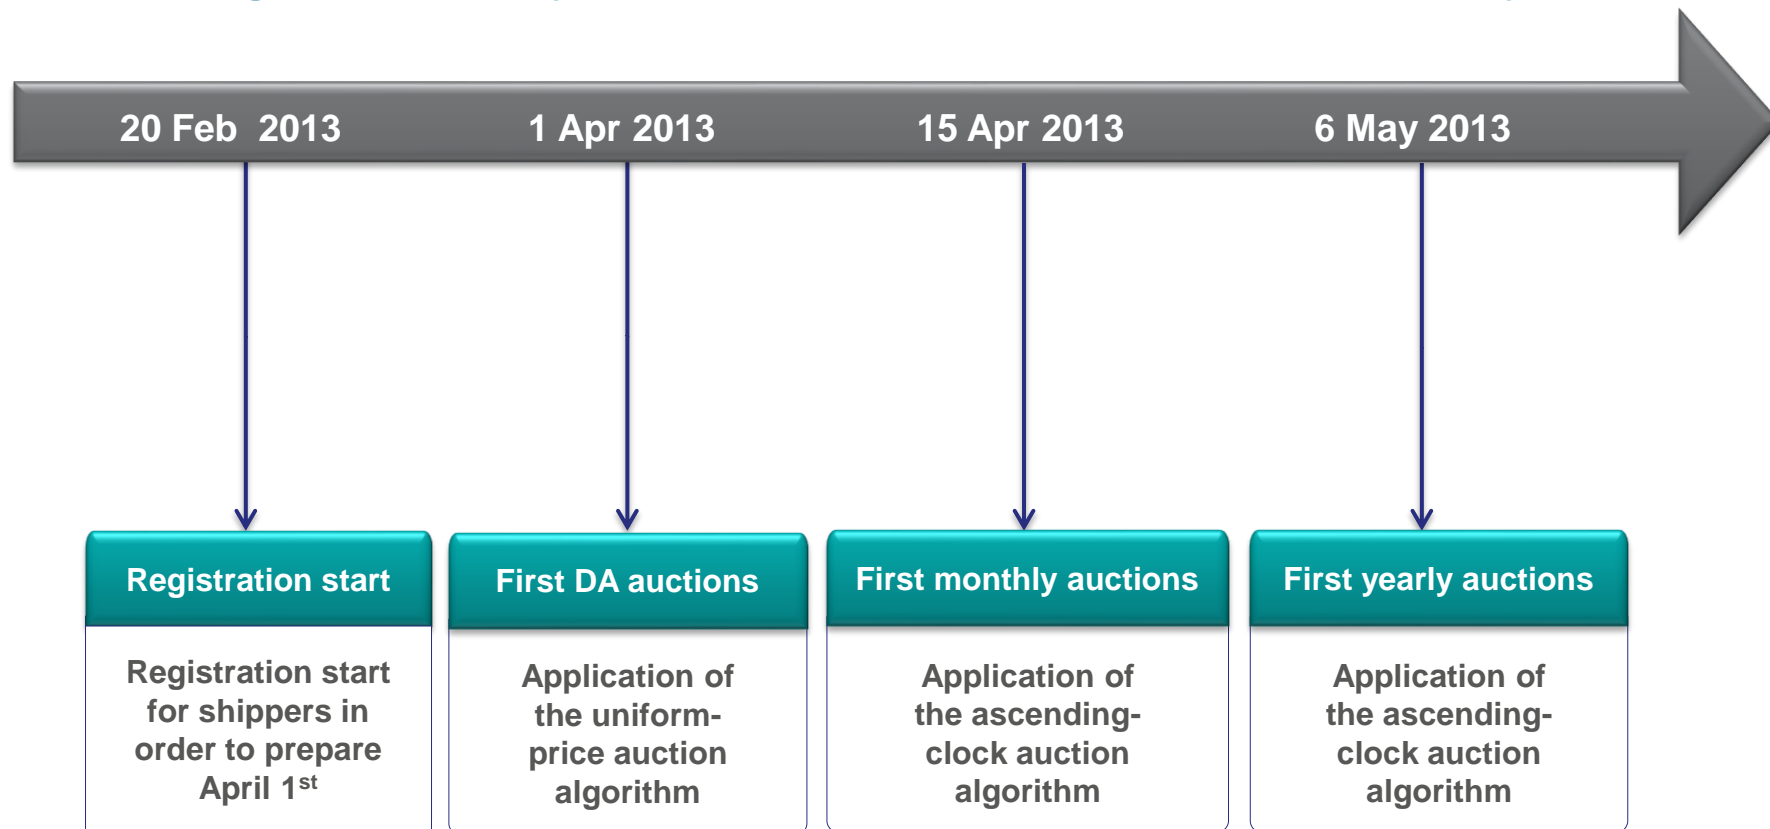 20 Feb 2013
1 Apr 2013
15 Apr 2013
6 May 2013
Registration start
First DA auctions
First monthly auctions
First yearly auctions
Registration start
for shippers in
order to prepare
April 1st
Application of
the uniform-
price auction
algorithm
Application of
the ascending-
clock auction
algorithm
Application of
the ascending-
clock auction
algorithm